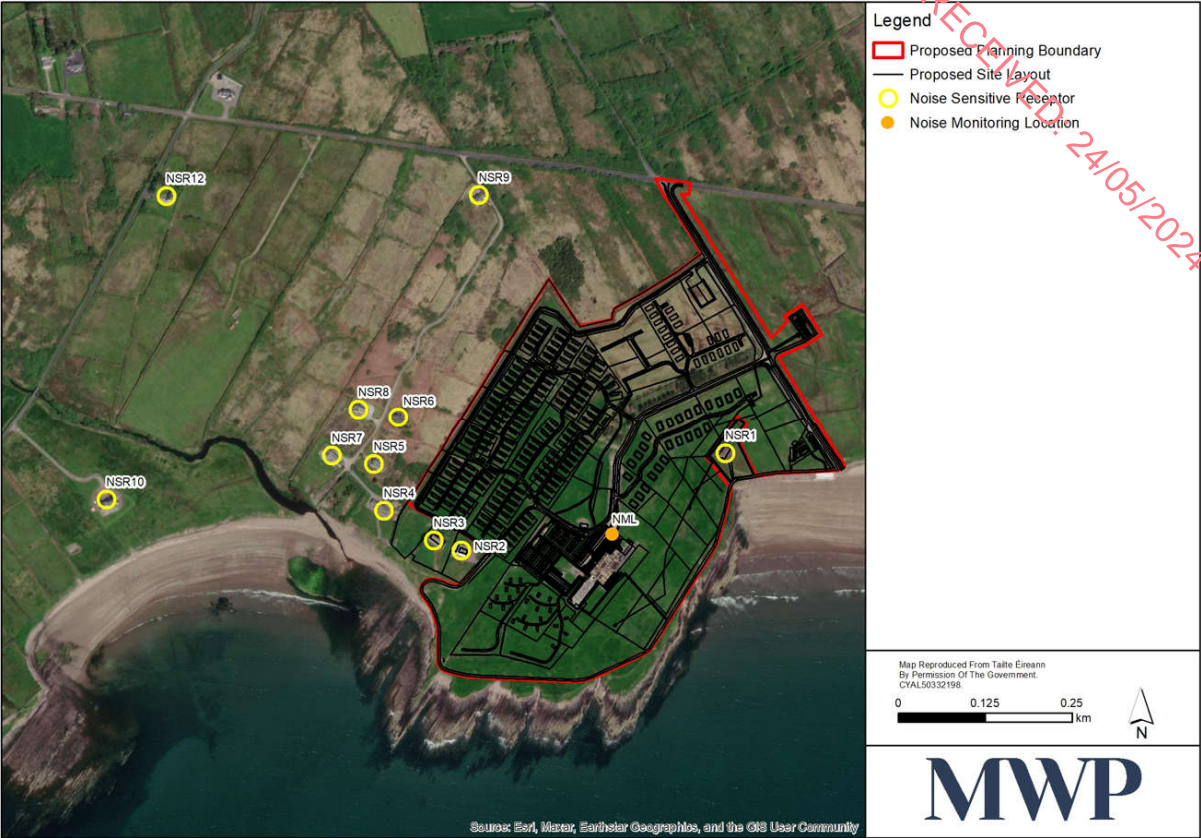 Legend
Proposed Planning Boundary
Proposed Site Layout
Noise Sensitive Receptor
Noise Monitoring Location
RECEIVED: 24/05/2024
NSR12
NSR9
NSR8
NSR6
NSR7
NSR5
NSR1
NSR10
NSR4
NSR3
NSR2
NML
Map Reproduced From Tailte Éireann
By Permission Of The Government.
CYAL50332198.
0 0.125 0.25
km
N
MWP
Source: Esri, Maxar, Earthstar Geographics, and the GIS User Community